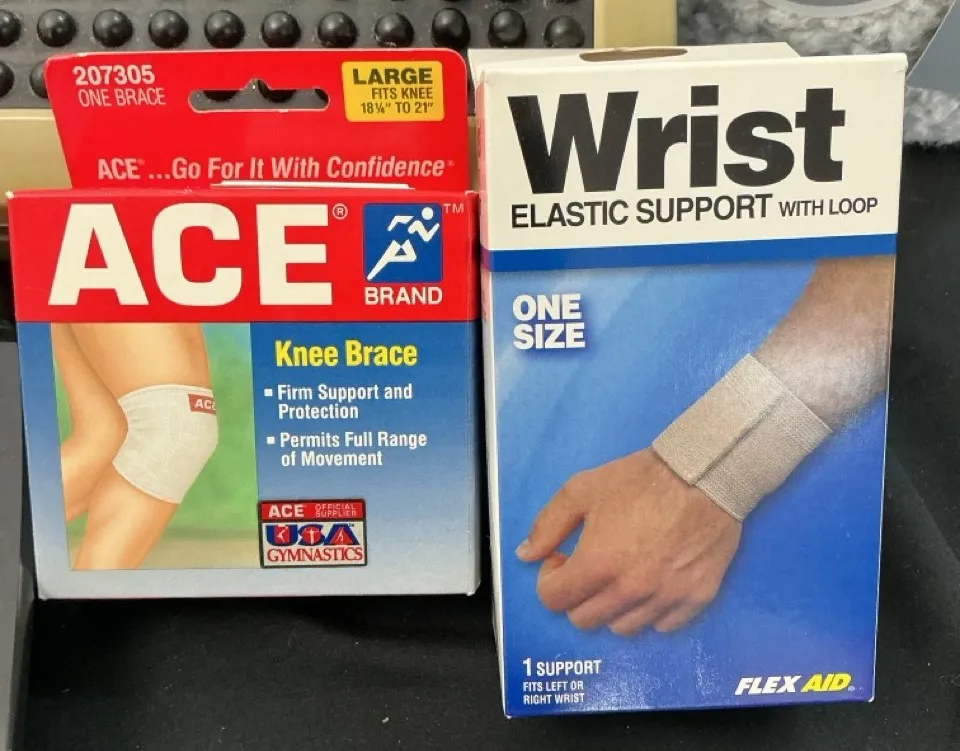 207305
ONE BRACE
LARGE
FITS KNEE
18¼" TO 21"
ACE® ...Go For It With Confidence®
ACE®
TM
BRAND
Knee Brace
▪ Firm Support and
Protection
▪ Permits Full Range
of Movement
ACE
ACE OFFICIAL
SUPPLIER
USA
GYMNASTICS
Wrist
ELASTIC SUPPORT WITH LOOP
ONE
SIZE
1 SUPPORT
FITS LEFT OR
RIGHT WRIST
FLEX AID®